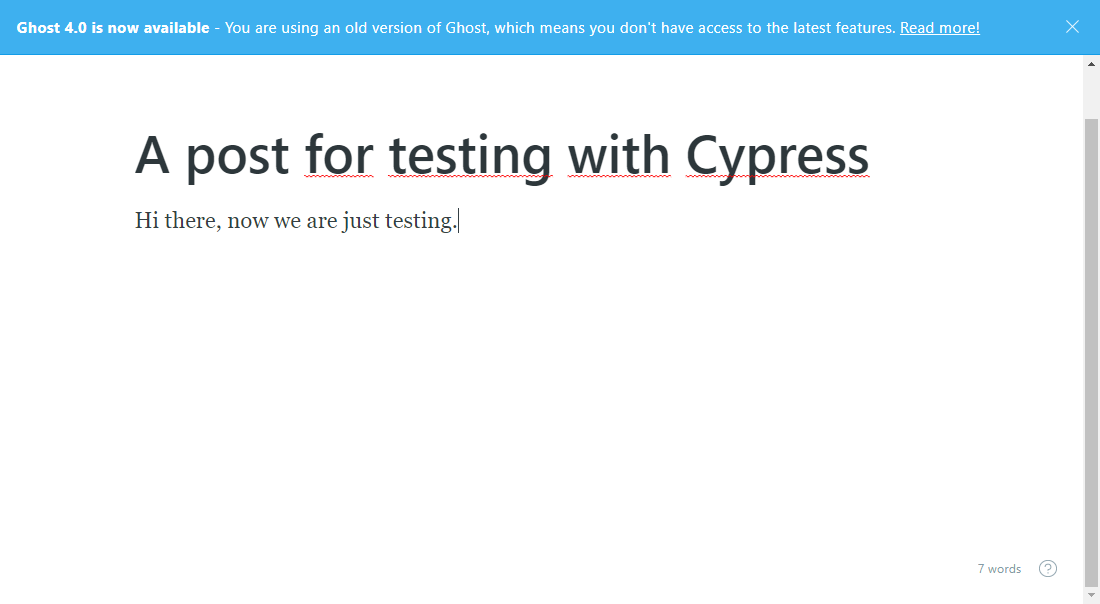 Ghost 4.0 is now available - You are using an old version of Ghost, which means you don't have access to the latest features. Read more!
A post for testing with Cypress
Hi there, now we are just testing.
7 words
?